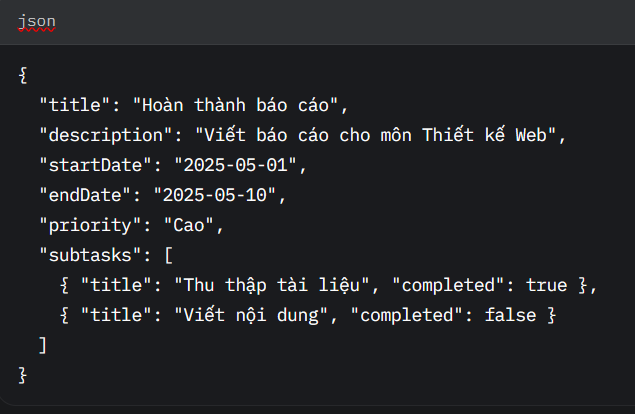 json
{
  "title": "Hoàn thành báo cáo",
  "description": "Viết báo cáo cho môn Thiết kế Web",
  "startDate": "2025-05-01",
  "endDate": "2025-05-10",
  "priority": "Cao",
  "subtasks": [
    { "title": "Thu thập tài liệu", "completed": true },
    { "title": "Viết nội dung", "completed": false }
  ]
}